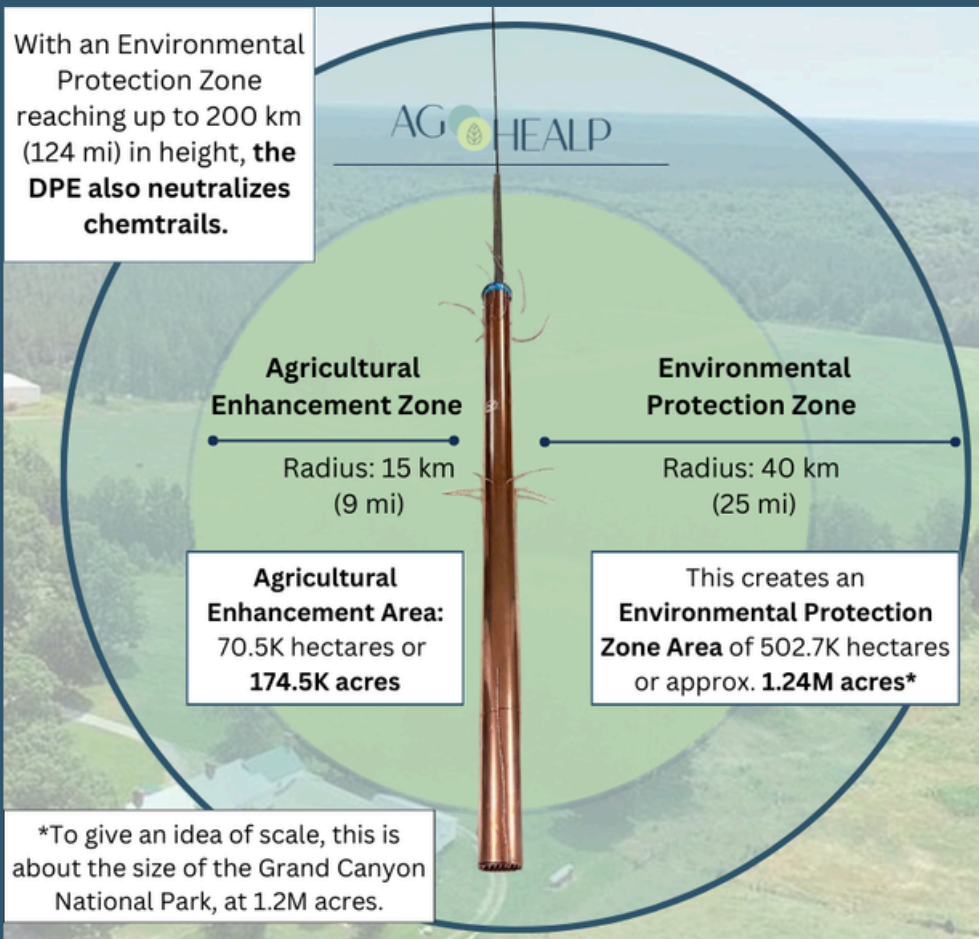 With an Environmental
Protection Zone
reaching up to 200 km
(124 mi) in height, the
DPE also neutralizes
chemtrails.
AG HEALP
Agricultural
Enhancement Zone
Radius: 15 km
(9 mi)
Environmental
Protection Zone
Radius: 40 km
(25 mi)
Agricultural
Enhancement Area:
70.5K hectares or
174.5K acres
This creates an
Environmental Protection
Zone Area of 502.7K hectares
or approx. 1.24M acres*
*To give an idea of scale, this is
about the size of the Grand Canyon
National Park, at 1.2M acres.